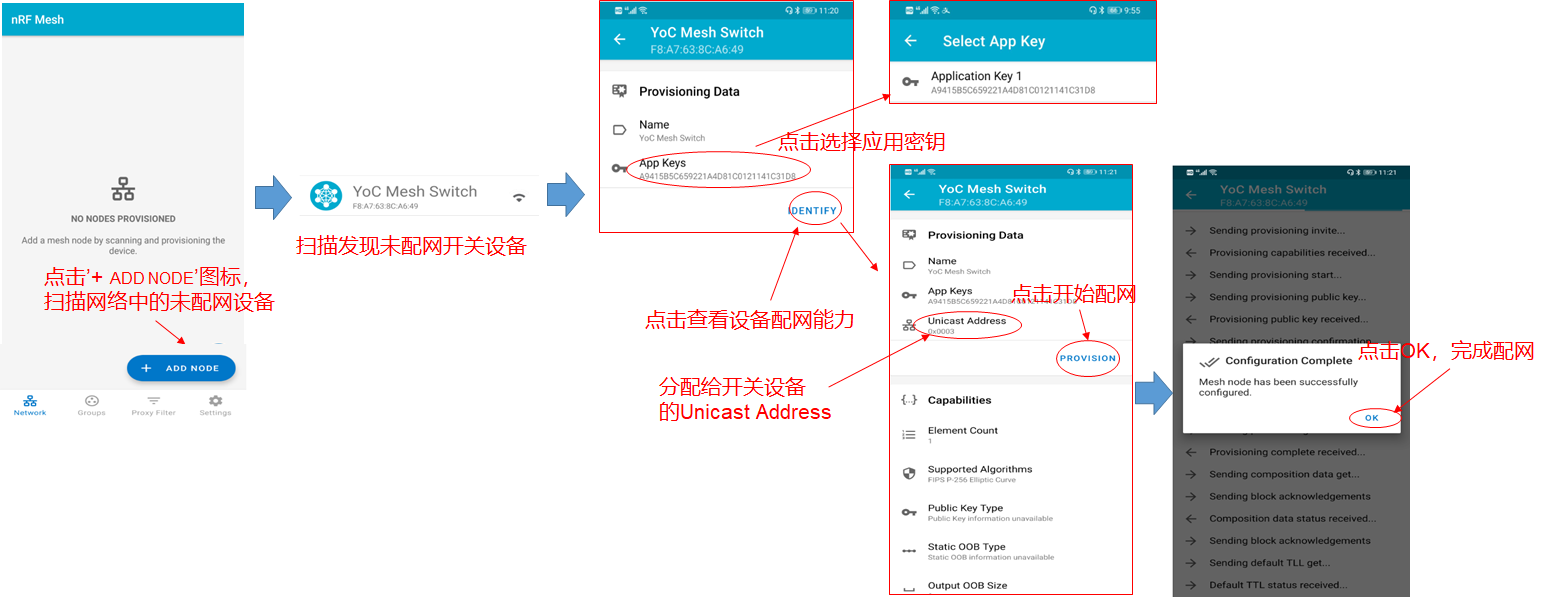 nRF Mesh
NO NODES PROVISIONED
Add a mesh node by scanning and provisioning the
device.
点击'+ ADD NODE'图标，
扫描网络中的未配网设备
+ ADD NODE
Network
Groups
Proxy Filter
Settings
YoC Mesh Switch
F8:A7:63:8C:A6:49
扫描发现未配网开关设备
11:20
YoC Mesh Switch
F8:A7:63:8C:A6:49
Provisioning Data
Name
YoC Mesh Switch
App Keys
A9415B5C659221A4D81C0121141C31D8
IDENTIFY
点击选择应用密钥
点击查看设备配网能力
9:55
Select App Key
Application Key 1
A9415B5C659221A4D81C0121141C31D8
11:21
YoC Mesh Switch
F8:A7:63:8C:A6:49
Provisioning Data
Name
YoC Mesh Switch
App Keys
A9415B5C659221A4D81C0121141C31D8
点击开始配网
Unicast Address
0x0003
PROVISION
分配给开关设备
的Unicast Address
Capabilities
Element Count
1
Supported Algorithms
FIPS P-256 Elliptic Curve
Public Key Type
Public Key information unavailable
Static OOB Type
Static OOB information unavailable
Output OOB Size
11:21
YoC Mesh Switch
F8:A7:63:8C:A6:49
Sending provisioning invite...
Provisioning capabilities received...
Sending provisioning start...
Sending provisioning public key...
Provisioning public key received...
Sending provisioning confirmation
Configuration Complete
点击OK，完成配网
Mesh node has been successfully
configured.
OK
Provisioning complete received...
Sending composition data get...
Sending block acknowledgements
Composition data status received...
Sending block acknowledgements
Sending default TLL get...
Default TTL status received...